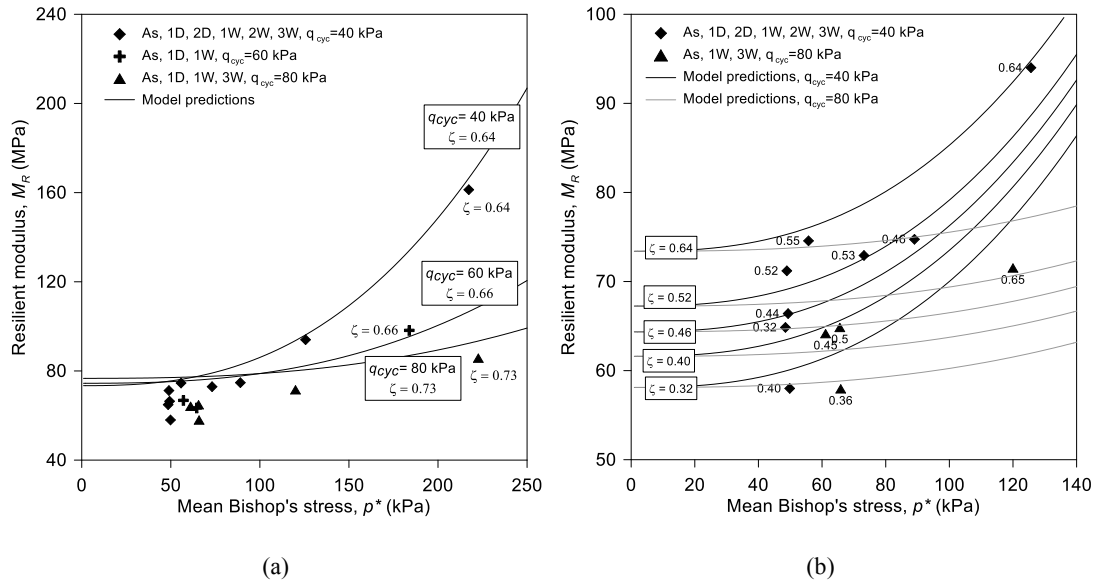 (a)
240
200
160
120
80
40
Resilient modulus, M_R (MPa)
As, 1D, 2D, 1W, 2W, 3W, q_cyc=40 kPa
As, 1D, 1W, q_cyc=60 kPa
As, 1D, 1W, 3W, q_cyc=80 kPa
Model predictions
q_cyc= 40 kPa
ζ = 0.64
ζ = 0.64
q_cyc= 60 kPa
ζ = 0.66
ζ = 0.66
q_cyc= 80 kPa
ζ = 0.73
ζ = 0.73
0 50 100 150 200 250
Mean Bishop's stress, p* (kPa)
(b)
100
90
80
70
60
50
Resilient modulus, M_R (MPa)
As, 1D, 2D, 1W, 2W, 3W, q_cyc=40 kPa
As, 1W, 3W, q_cyc=80 kPa
Model predictions, q_cyc=40 kPa
Model predictions, q_cyc=80 kPa
0.64
ζ = 0.64
0.55
0.46
0.53
0.52
0.65
ζ = 0.52
0.44
0.32
ζ = 0.46
0.5
0.45
ζ = 0.40
ζ = 0.32
0.40
0.36
0 20 40 60 80 100 120 140
Mean Bishop's stress, p* (kPa)
(a)
(b)